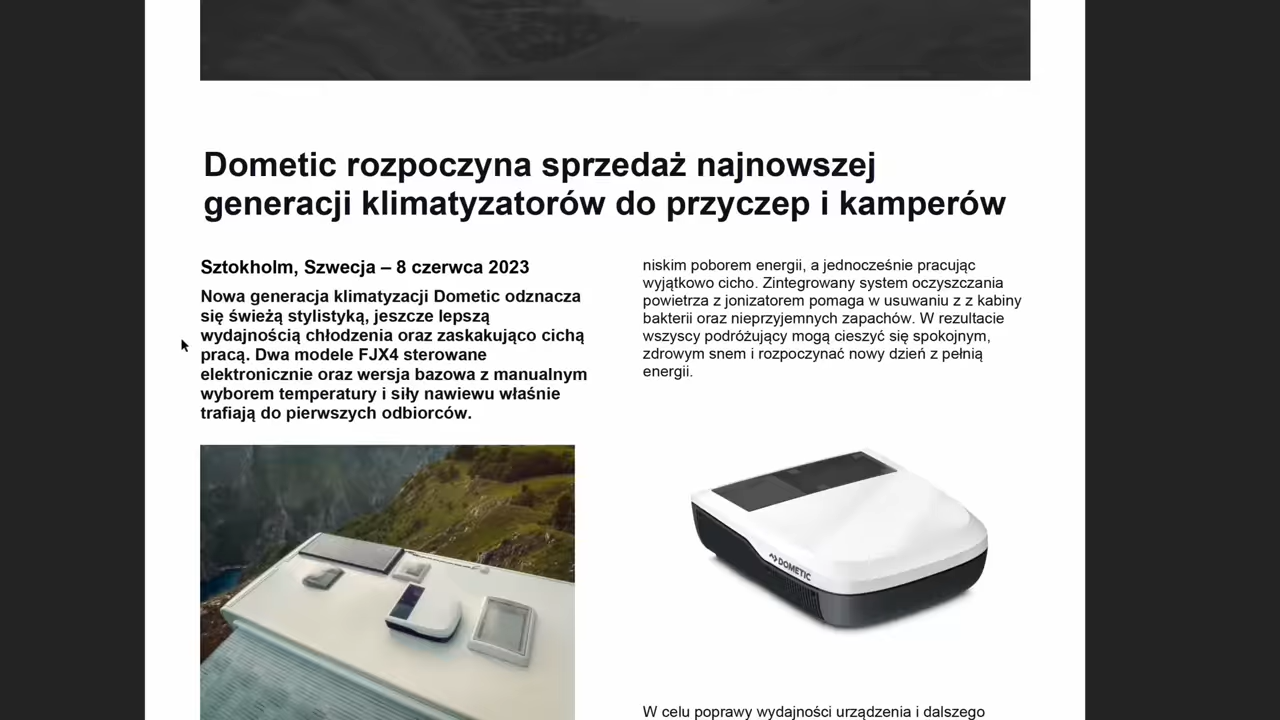 Dometic rozpoczyna sprzedaż najnowszej
generacji klimatyzatorów do przyczep i kamperów
Sztokholm, Szwecja – 8 czerwca 2023
Nowa generacja klimatyzacji Dometic odznacza
się świeżą stylistyką, jeszcze lepszą
wydajnością chłodzenia oraz zaskakująco cichą
pracą. Dwa modele FJX4 sterowane
elektronicznie oraz wersja bazowa z manualnym
wyborem temperatury i siły nawiewu właśnie
trafiają do pierwszych odbiorców.
niskim poborem energii, a jednocześnie pracując
wyjątkowo cicho. Zintegrowany system oczyszczania
powietrza z jonizatorem pomaga w usuwaniu z z kabiny
bakterii oraz nieprzyjemnych zapachów. W rezultacie
wszyscy podróżujący mogą cieszyć się spokojnym,
zdrowym snem i rozpoczynać nowy dzień z pełnią
energii.
DOMETIC
W celu poprawy wydajności urządzenia i dalszego